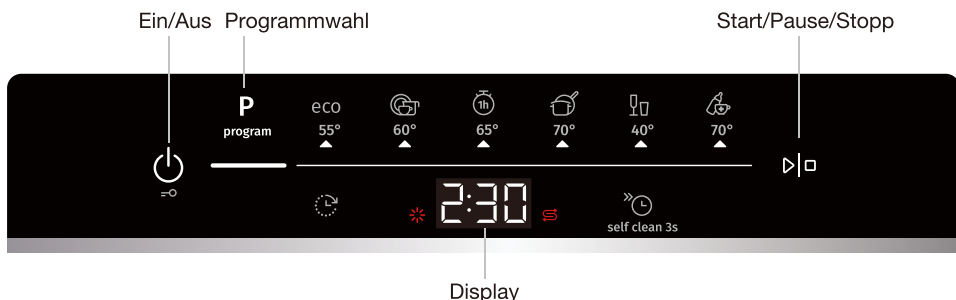 Ein/Aus Programmwahl Start/Pause/Stopp
P
program
eco
1h
55° 60° 65° 70° 40° 70°
2:30
self clean 3s
Display